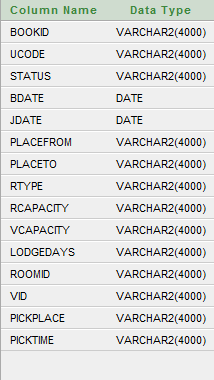 Column Name Data Type
BOOKID VARCHAR2(4000)
UCODE VARCHAR2(4000)
STATUS VARCHAR2(4000)
BDATE DATE
JDATE DATE
PLACEFROM VARCHAR2(4000)
PLACETO VARCHAR2(4000)
RTYPE VARCHAR2(4000)
RCAPACITY VARCHAR2(4000)
VCAPACITY VARCHAR2(4000)
LODGEDAYS VARCHAR2(4000)
ROOMID VARCHAR2(4000)
VID VARCHAR2(4000)
PICKPLACE VARCHAR2(4000)
PICKTIME VARCHAR2(4000)